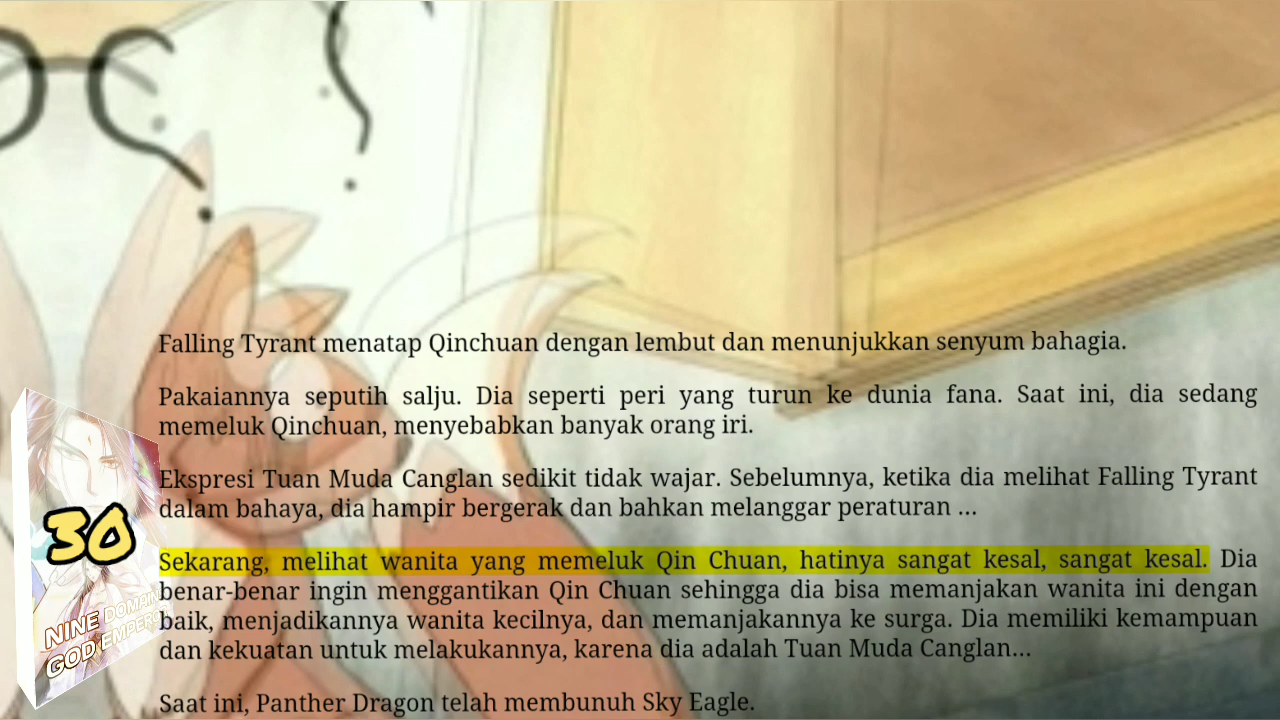 Falling Tyrant menatap Qinchuan dengan lembut dan menunjukkan senyum bahagia.
Pakaiannya seputih salju. Dia seperti peri yang turun ke dunia fana. Saat ini, dia sedang
memeluk Qinchuan, menyebabkan banyak orang iri.
Ekspresi Tuan Muda Canglan sedikit tidak wajar. Sebelumnya, ketika dia melihat Falling Tyrant
dalam bahaya, dia hampir bergerak dan bahkan melanggar peraturan ...
Sekarang, melihat wanita yang memeluk Qin Chuan, hatinya sangat kesal, sangat kesal. Dia
benar-benar ingin menggantikan Qin Chuan sehingga dia bisa memanjakan wanita ini dengan
baik, menjadikannya wanita kecilnya, dan memanjakannya ke surga. Dia memiliki kemampuan
dan kekuatan untuk melakukannya, karena dia adalah Tuan Muda Canglan...
Saat ini, Panther Dragon telah membunuh Sky Eagle.
30
NINE DOMAIN
GOD EMPEROR